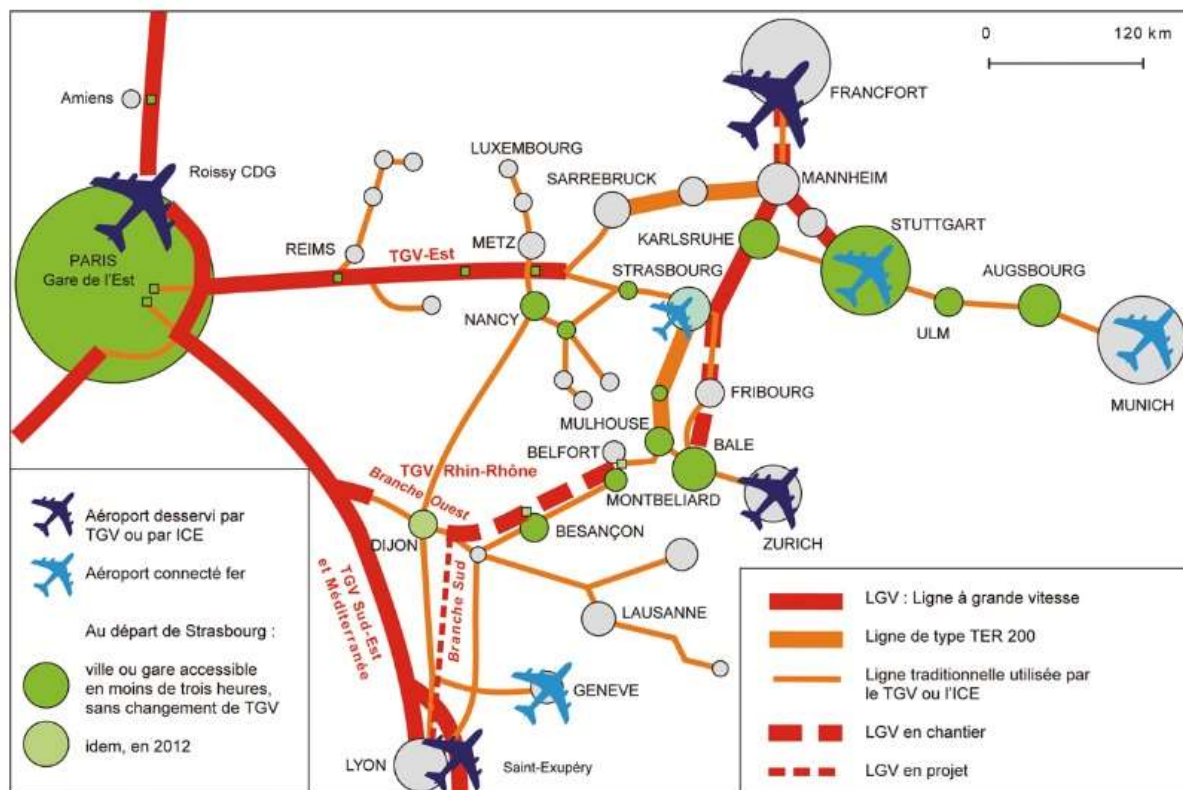 0 120 km
Amiens
FRANCFORT
LUXEMBOURG
Roissy CDG
SARREBRUCK
MANNHEIM
STUTTGART
REIMS
METZ
KARLSRUHE
TGV-Est
STRASBOURG
AUGSBOURG
PARIS
Gare de l'Est
NANCY
ULM
FRIBOURG
MUNICH
MULHOUSE
BELFORT
BALE
TGV Rhin-Rhône
Branche Ouest
MONTBELIARD
BESANÇON
ZURICH
DIJON
TGV Sud-Est
et Méditerranée
Branche Sud
LAUSANNE
GENEVE
LYON
Saint-Exupéry
Aéroport desservi par
TGV ou par ICE
Aéroport connecté fer
Au départ de Strasbourg :
ville ou gare accessible
en moins de trois heures,
sans changement de TGV
idem, en 2012
LGV : Ligne à grande vitesse
Ligne de type TER 200
Ligne traditionnelle utilisée par
le TGV ou l'ICE
LGV en chantier
LGV en projet